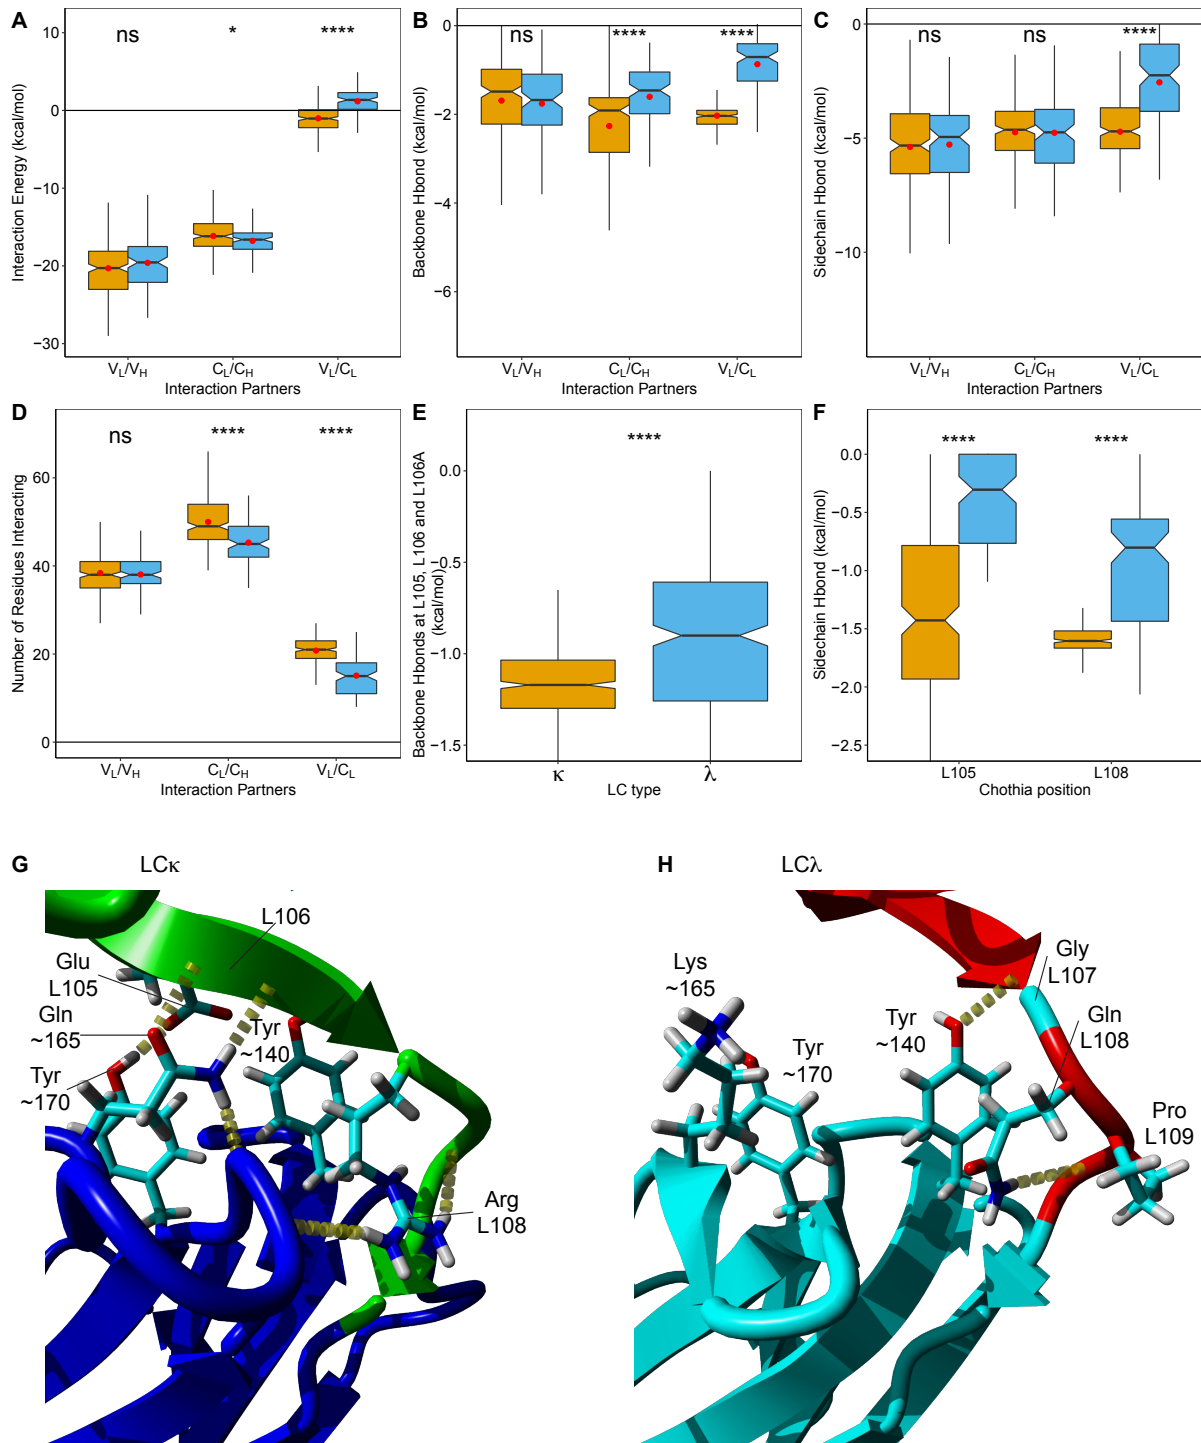 A
Interaction Energy (kcal/mol)
10
0
−10
−20
−30
ns
*
****
VL/VH
CL/CH
VL/CL
Interaction Partners
B
Backbone Hbond (kcal/mol)
0
−2
−4
−6
ns
****
****
VL/VH
CL/CH
VL/CL
Interaction Partners
C
Sidechain Hbond (kcal/mol)
0
−5
−10
ns
ns
****
VL/VH
CL/CH
VL/CL
Interaction Partners
D
Number of Residues Interacting
60
40
20
0
ns
****
****
VL/VH
CL/CH
VL/CL
Interaction Partners
E
Backbone Hbonds at L105, L106 and L106A
(kcal/mol)
0.0
−0.5
−1.0
−1.5
****
κ
λ
LC type
F
Sidechain Hbond (kcal/mol)
0.0
−0.5
−1.0
−1.5
−2.0
−2.5
****
****
L105
L108
Chothia position
G
LCκ
L106
Glu
L105
Gln
~165
Tyr
~140
Tyr
~170
Arg
L108
H
LCλ
Lys
~165
Gly
L107
Tyr
~140
Gln
L108
Tyr
~170
Pro
L109